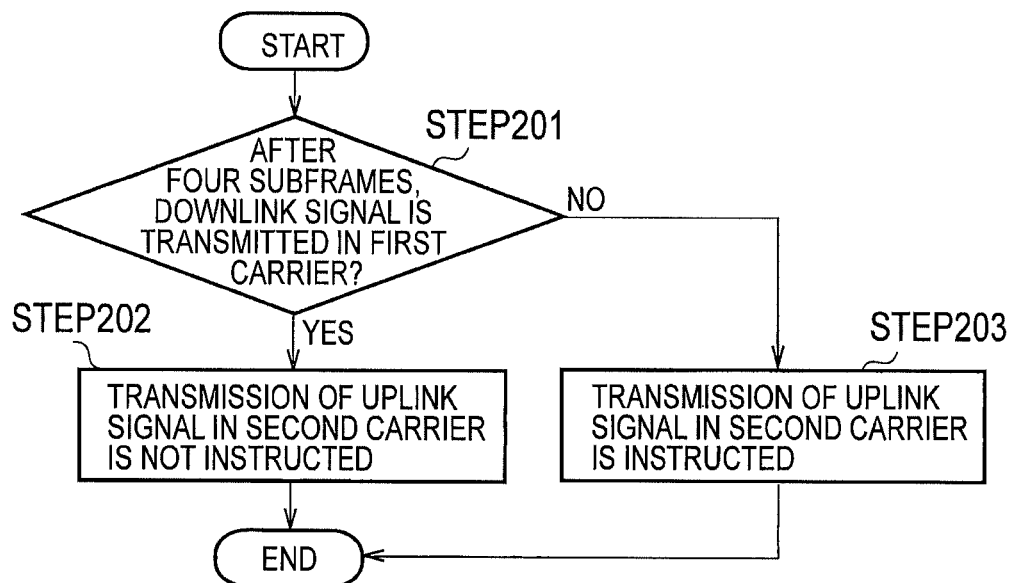 START
STEP201
AFTER
FOUR SUBFRAMES,
DOWNLINK SIGNAL IS
TRANSMITTED IN FIRST
CARRIER?
NO
STEP202
YES
STEP203
TRANSMISSION OF UPLINK
SIGNAL IN SECOND CARRIER
IS NOT INSTRUCTED
TRANSMISSION OF UPLINK
SIGNAL IN SECOND CARRIER
IS INSTRUCTED
END